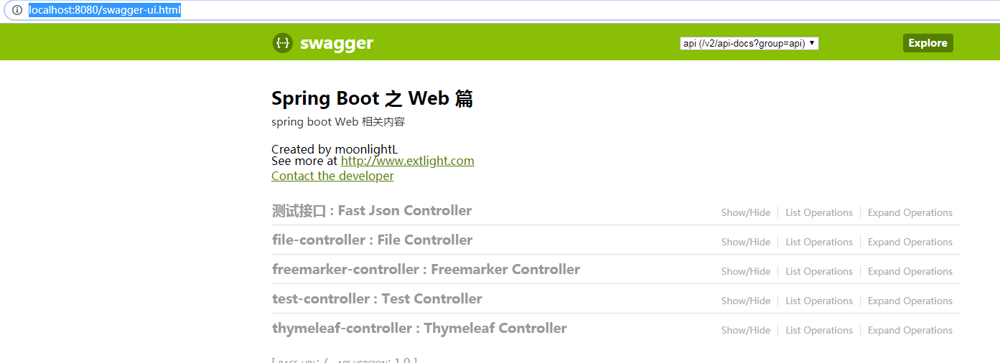 localhost:8080/swagger-ui.html
{...} swagger api (/v2/api-docs?group=api) Explore
Spring Boot 之 Web 篇
spring boot Web 相关内容
Created by moonlightL
See more at http://www.extlight.com
Contact the developer
测试接口 : Fast Json Controller Show/Hide List Operations Expand Operations
file-controller : File Controller Show/Hide List Operations Expand Operations
freemarker-controller : Freemarker Controller Show/Hide List Operations Expand Operations
test-controller : Test Controller Show/Hide List Operations Expand Operations
thymeleaf-controller : Thymeleaf Controller Show/Hide List Operations Expand Operations
[ BASE URL: / , API VERSION: 1.0 ]